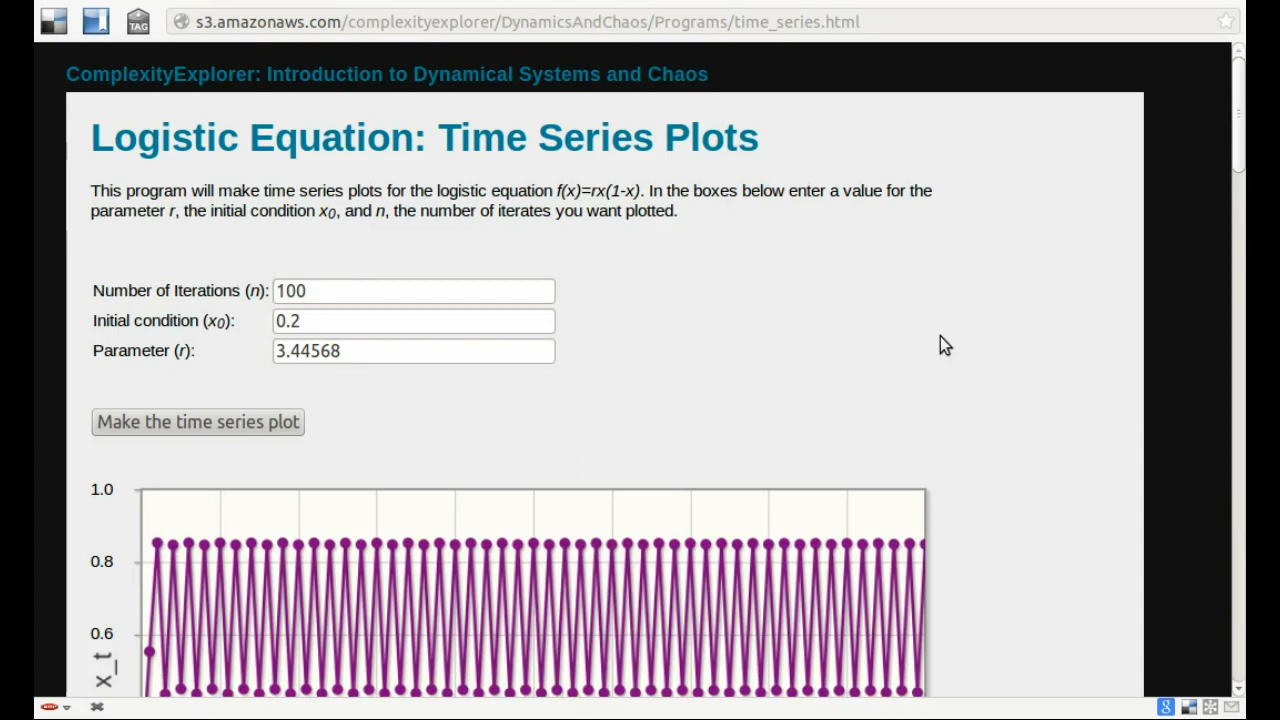 TAG
s3.amazonaws.com/complexityexplorer/DynamicsAndChaos/Programs/time_series.html
ComplexityExplorer: Introduction to Dynamical Systems and Chaos
Logistic Equation: Time Series Plots
This program will make time series plots for the logistic equation f(x)=rx(1-x). In the boxes below enter a value for the
parameter r, the initial condition x0, and n, the number of iterates you want plotted.
Number of Iterations (n): 100
Initial condition (x0): 0.2
Parameter (r): 3.44568
Make the time series plot
1.0
0.8
0.6
x_t
8